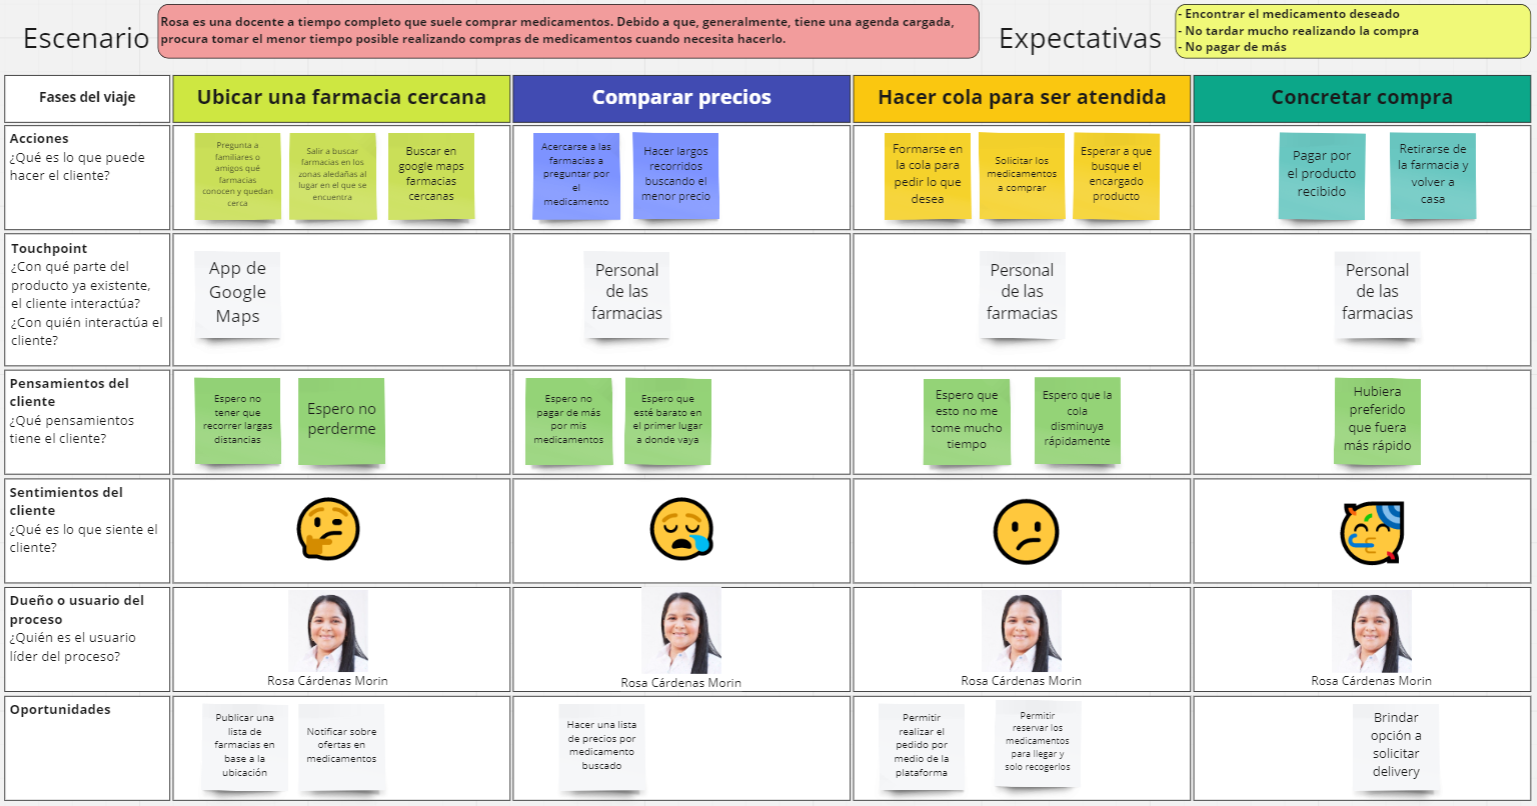 Escenario
Rosa es una docente a tiempo completo que suele comprar medicamentos. Debido a que, generalmente, tiene una agenda cargada,
procura tomar el menor tiempo posible realizando compras de medicamentos cuando necesita hacerlo.
Expectativas
- Encontrar el medicamento deseado
- No tardar mucho realizando la compra
- No pagar de más
Fases del viaje
Ubicar una farmacia cercana
Comparar precios
Hacer cola para ser atendida
Concretar compra
Acciones
¿Qué es lo que puede
hacer el cliente?
Pregunta a
familiares o
amigos qué
farmacias
conocen y quedan
cerca
Salir a buscar
farmacias en los
zonas aledañas al
lugar en el que se
encuentra
Buscar en
google maps
farmacias
cercanas
Acercarse a las
farmacias a
preguntar por
el
medicamento
Hacer largos
recorridos
buscando el
menor precio
Formarse en
la cola para
pedir lo que
desea
Solicitar los
medicamentos
a comprar
Esperar a que
busque el
encargado
producto
Pagar por
el producto
recibido
Retirarse de
la farmacia y
volver a
casa
Touchpoint
¿Con qué parte del
producto ya existente,
el cliente interactúa?
¿Con quién interactúa el
cliente?
App de
Google
Maps
Personal
de las
farmacias
Personal
de las
farmacias
Personal
de las
farmacias
Pensamientos del
cliente
¿Qué pensamientos
tiene el cliente?
Espero no
tener que
recorrer largas
distancias
Espero no
perderme
Espero no
pagar de más
por mis
medicamentos
Espero que
esté barato en
el primer lugar
a donde vaya
Espero que
esto no me
tome mucho
tiempo
Espero que la
cola
disminuya
rápidamente
Hubiera
preferido
que fuera
más rápido
Sentimientos del
cliente
¿Qué es lo que siente el
cliente?
Dueño o usuario del
proceso
¿Quién es el usuario
líder del proceso?
Rosa Cárdenas Morin
Rosa Cárdenas Morin
Rosa Cárdenas Morin
Rosa Cárdenas Morin
Oportunidades
Publicar una
lista de
farmacias en
base a la
ubicación
Notificar sobre
ofertas en
medicamentos
Hacer una lista
de precios por
medicamento
buscado
Permitir
realizar el
pedido por
medio de la
plataforma
Permitir
reservar los
medicamentos
para llegar y
solo recogerlos
Brindar
opción a
solicitar
delivery